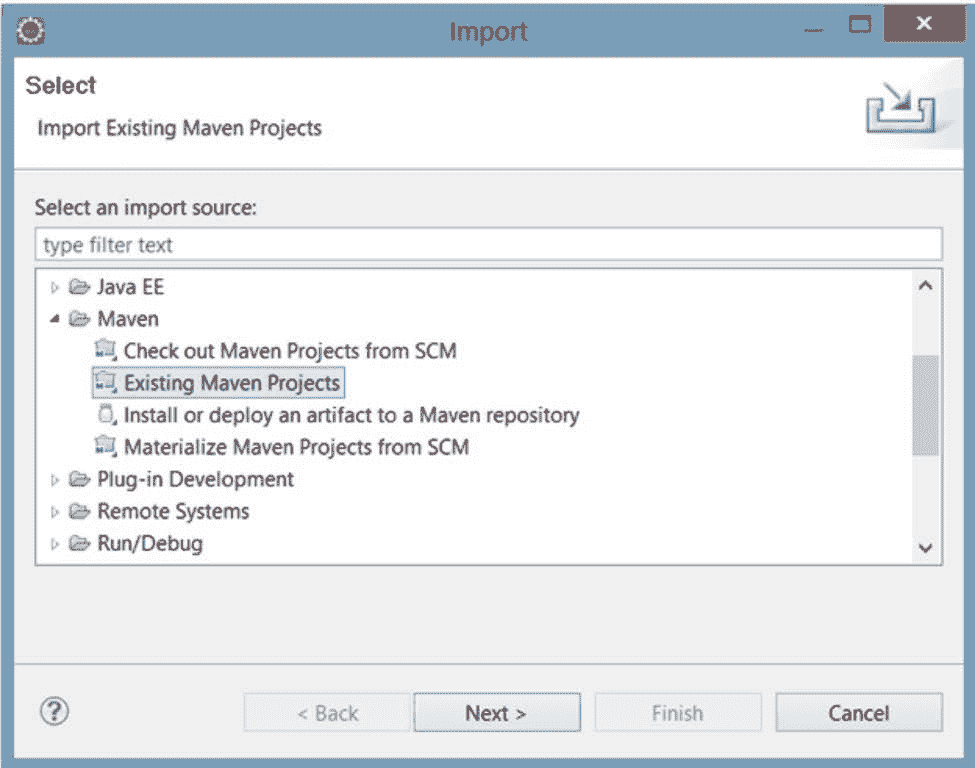 Import
Select
Import Existing Maven Projects
Select an import source:
type filter text
Java EE
Maven
Check out Maven Projects from SCM
Existing Maven Projects
Install or deploy an artifact to a Maven repository
Materialize Maven Projects from SCM
Plug-in Development
Remote Systems
Run/Debug
? < Back Next > Finish Cancel